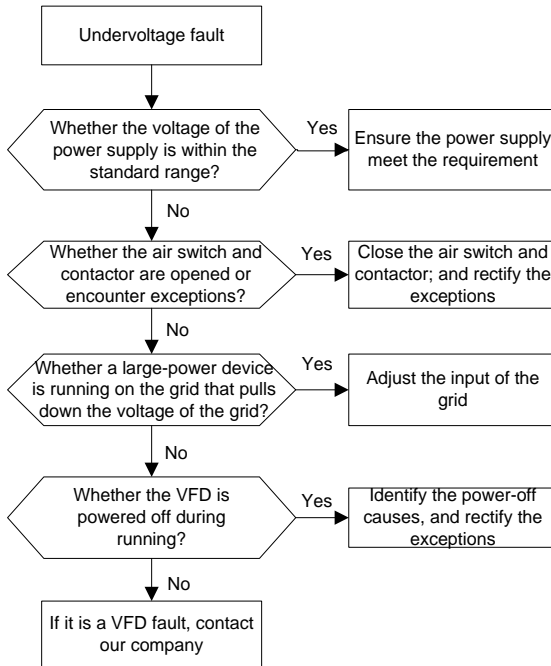 Undervoltage fault
Whether the voltage of the
power supply is within the
standard range?
Yes
Ensure the power supply
meet the requirement
No
Whether the air switch and
contactor are opened or
encounter exceptions?
Yes
Close the air switch and
contactor; and rectify the
exceptions
No
Whether a large-power device
is running on the grid that pulls
down the voltage of the grid?
Yes
Adjust the input of the
grid
No
Whether the VFD is
powered off during
running?
Yes
Identify the power-off
causes, and rectify the
exceptions
No
If it is a VFD fault, contact
our company